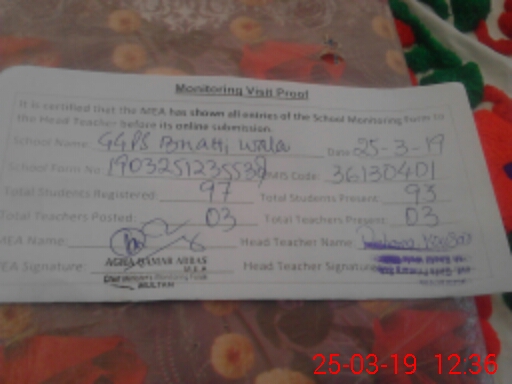 Monitoring Visit Proof
It is certified that the MEA has shown all entries of the School Monitoring Form to
the Head Teacher before its online submission.
School Name: GGPS Bhatti Wala Date: 25-3-19
School Form No: 19032512355 Code: 36130401
Total Students Registered: 97 Total Students Present: 93
Total Teachers Posted: 03 Total Teachers Present: 03
MEA Name: Head Teacher Name:
AGHA QAMAR ABBAS
MEA Signature: Head Teacher Signature
MULTAN
25-03-19 12:36